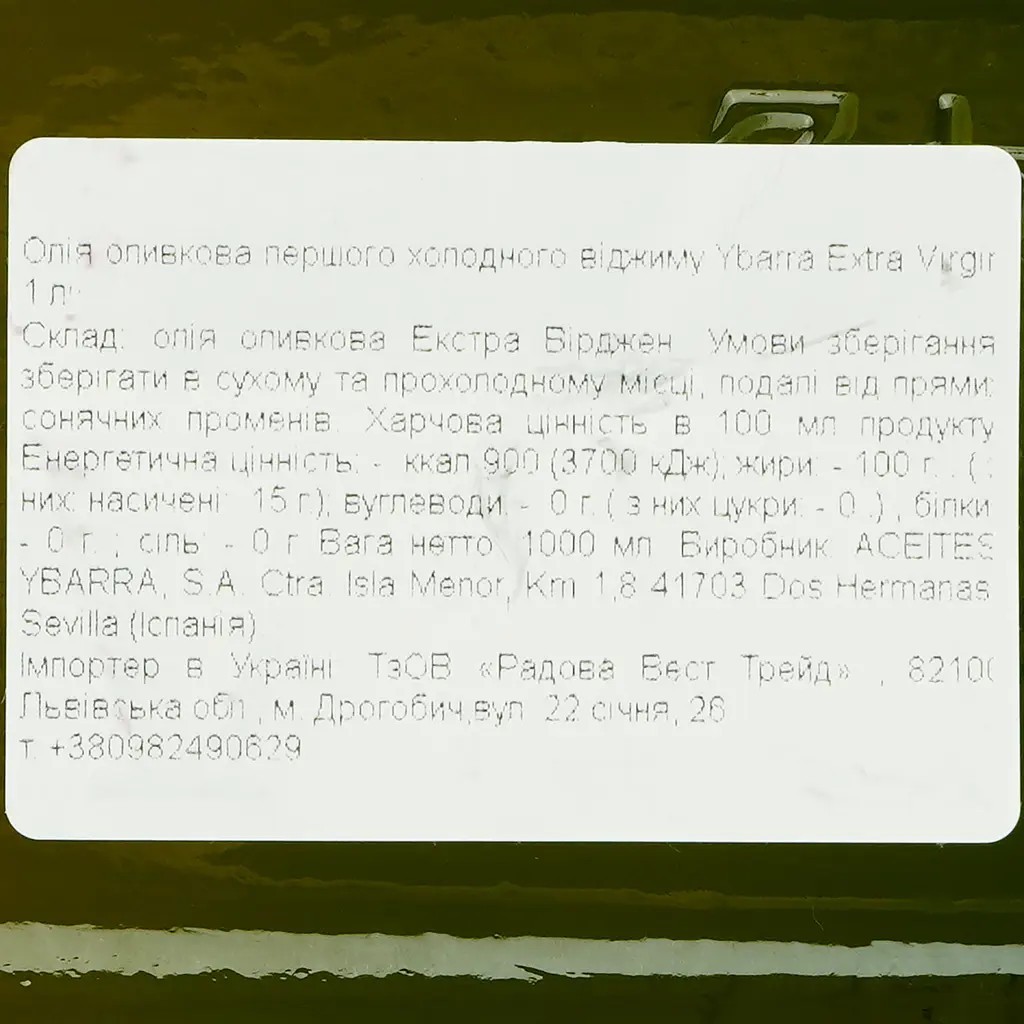 Олія оливкова першого холодного віджиму Ybarra Extra Virgin
1 л
Склад: олія оливкова Екстра Вірджен Умови зберігання
зберігати в сухому та прохолодному місці, подалі від прямих
сонячних променів. Харчова цінність в 100 мл продукту
Енергетична цінність: - ккал 900 (3700 кДж); жири: - 100 г. . ( з
них: насичені: 15 г.); вуглеводи: - 0 г. ( з них цукри: - 0 .) ; білки
- 0 г. ; сіль: - 0 г Вага нетто: 1000 мл. Виробник: ACEITES
YBARRA, S.A. Ctra. Isla Menor, Km 1,8 41703 Dos Hermanas
Sevilla (Іспанія)
Імпортер в Україні: ТзОВ «Радова Вест Трейд» , 82100
Львівська обл., м. Дрогобич,вул. 22 січня, 26
т. +380982490629